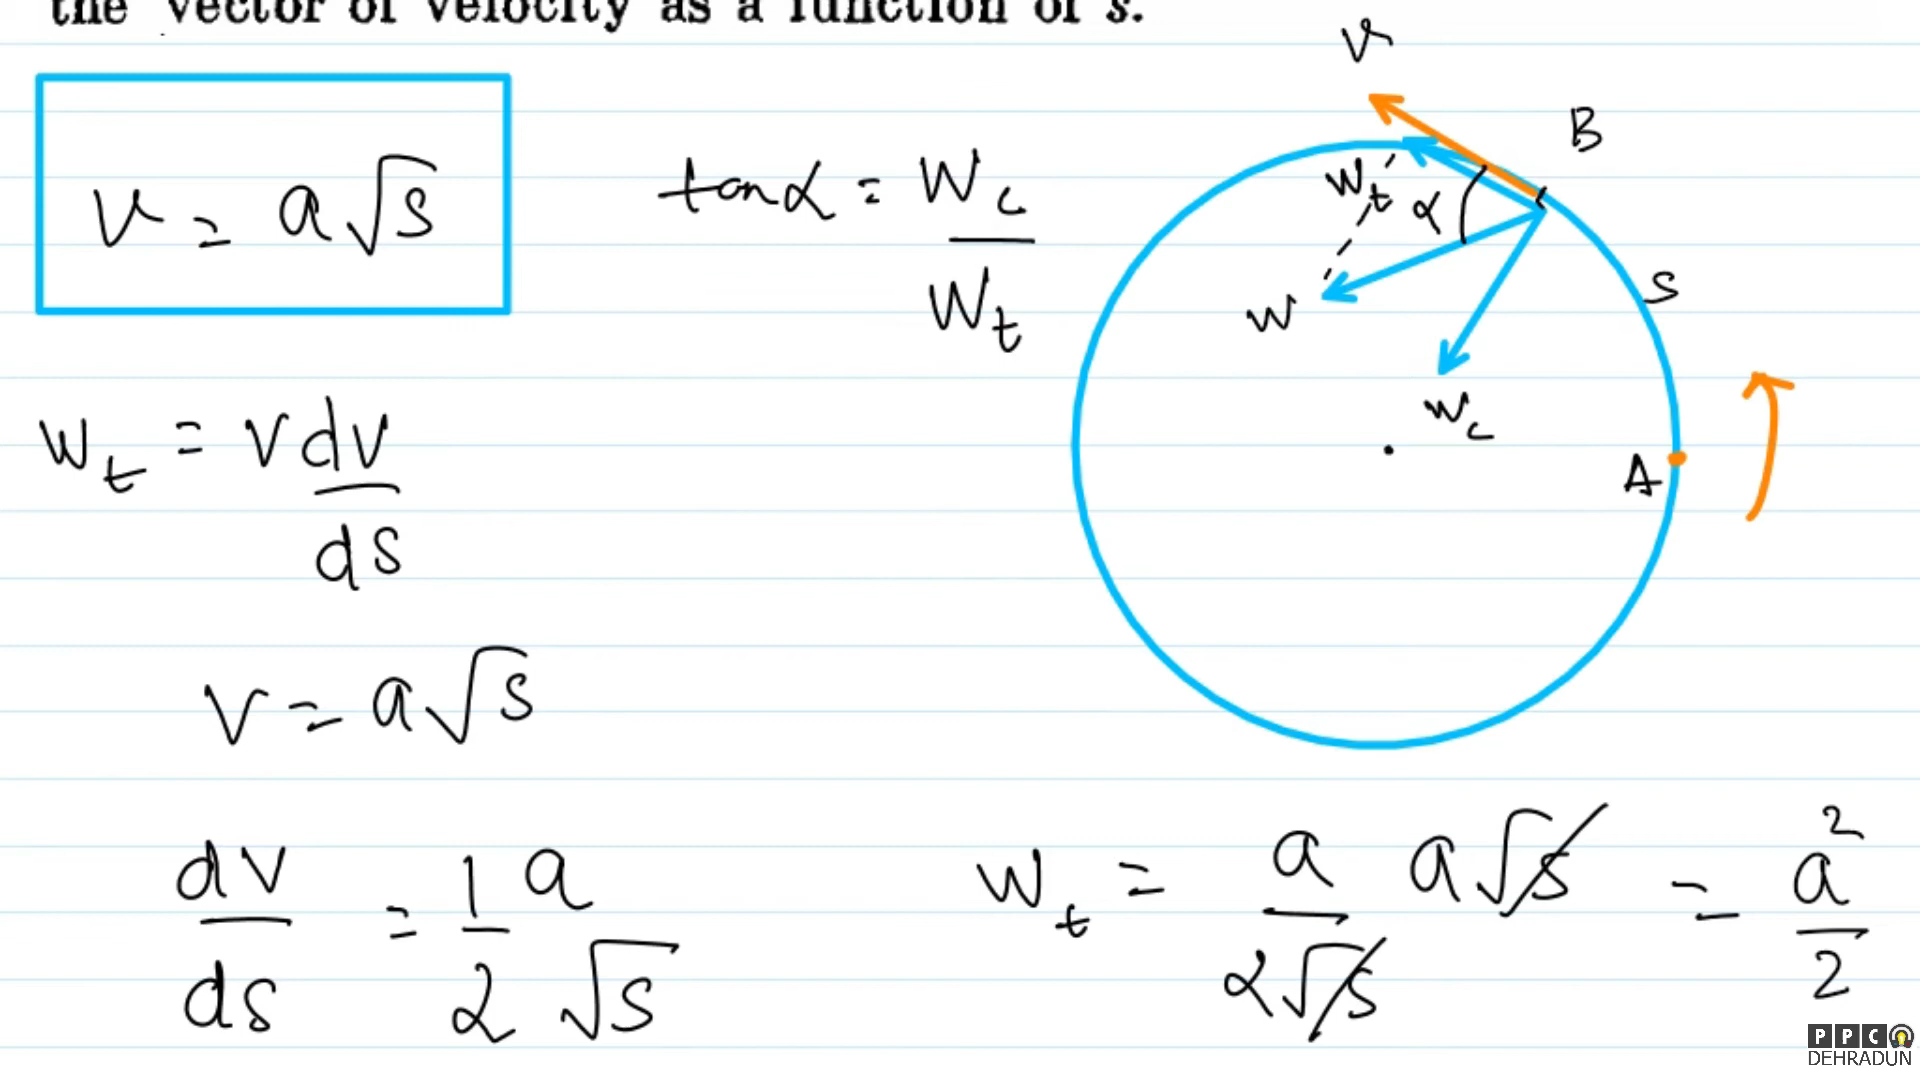 the vector of velocity as a function of s.
v = a√s
tanα = Wc / Wt
Wt = v dv / ds
v = a√s
dv / ds = 1 a / 2 √s
Wt = a / 2√s a√s = a² / 2
v
B
Wt
α
s
W
Wc
A
PPC
DEHRADUN